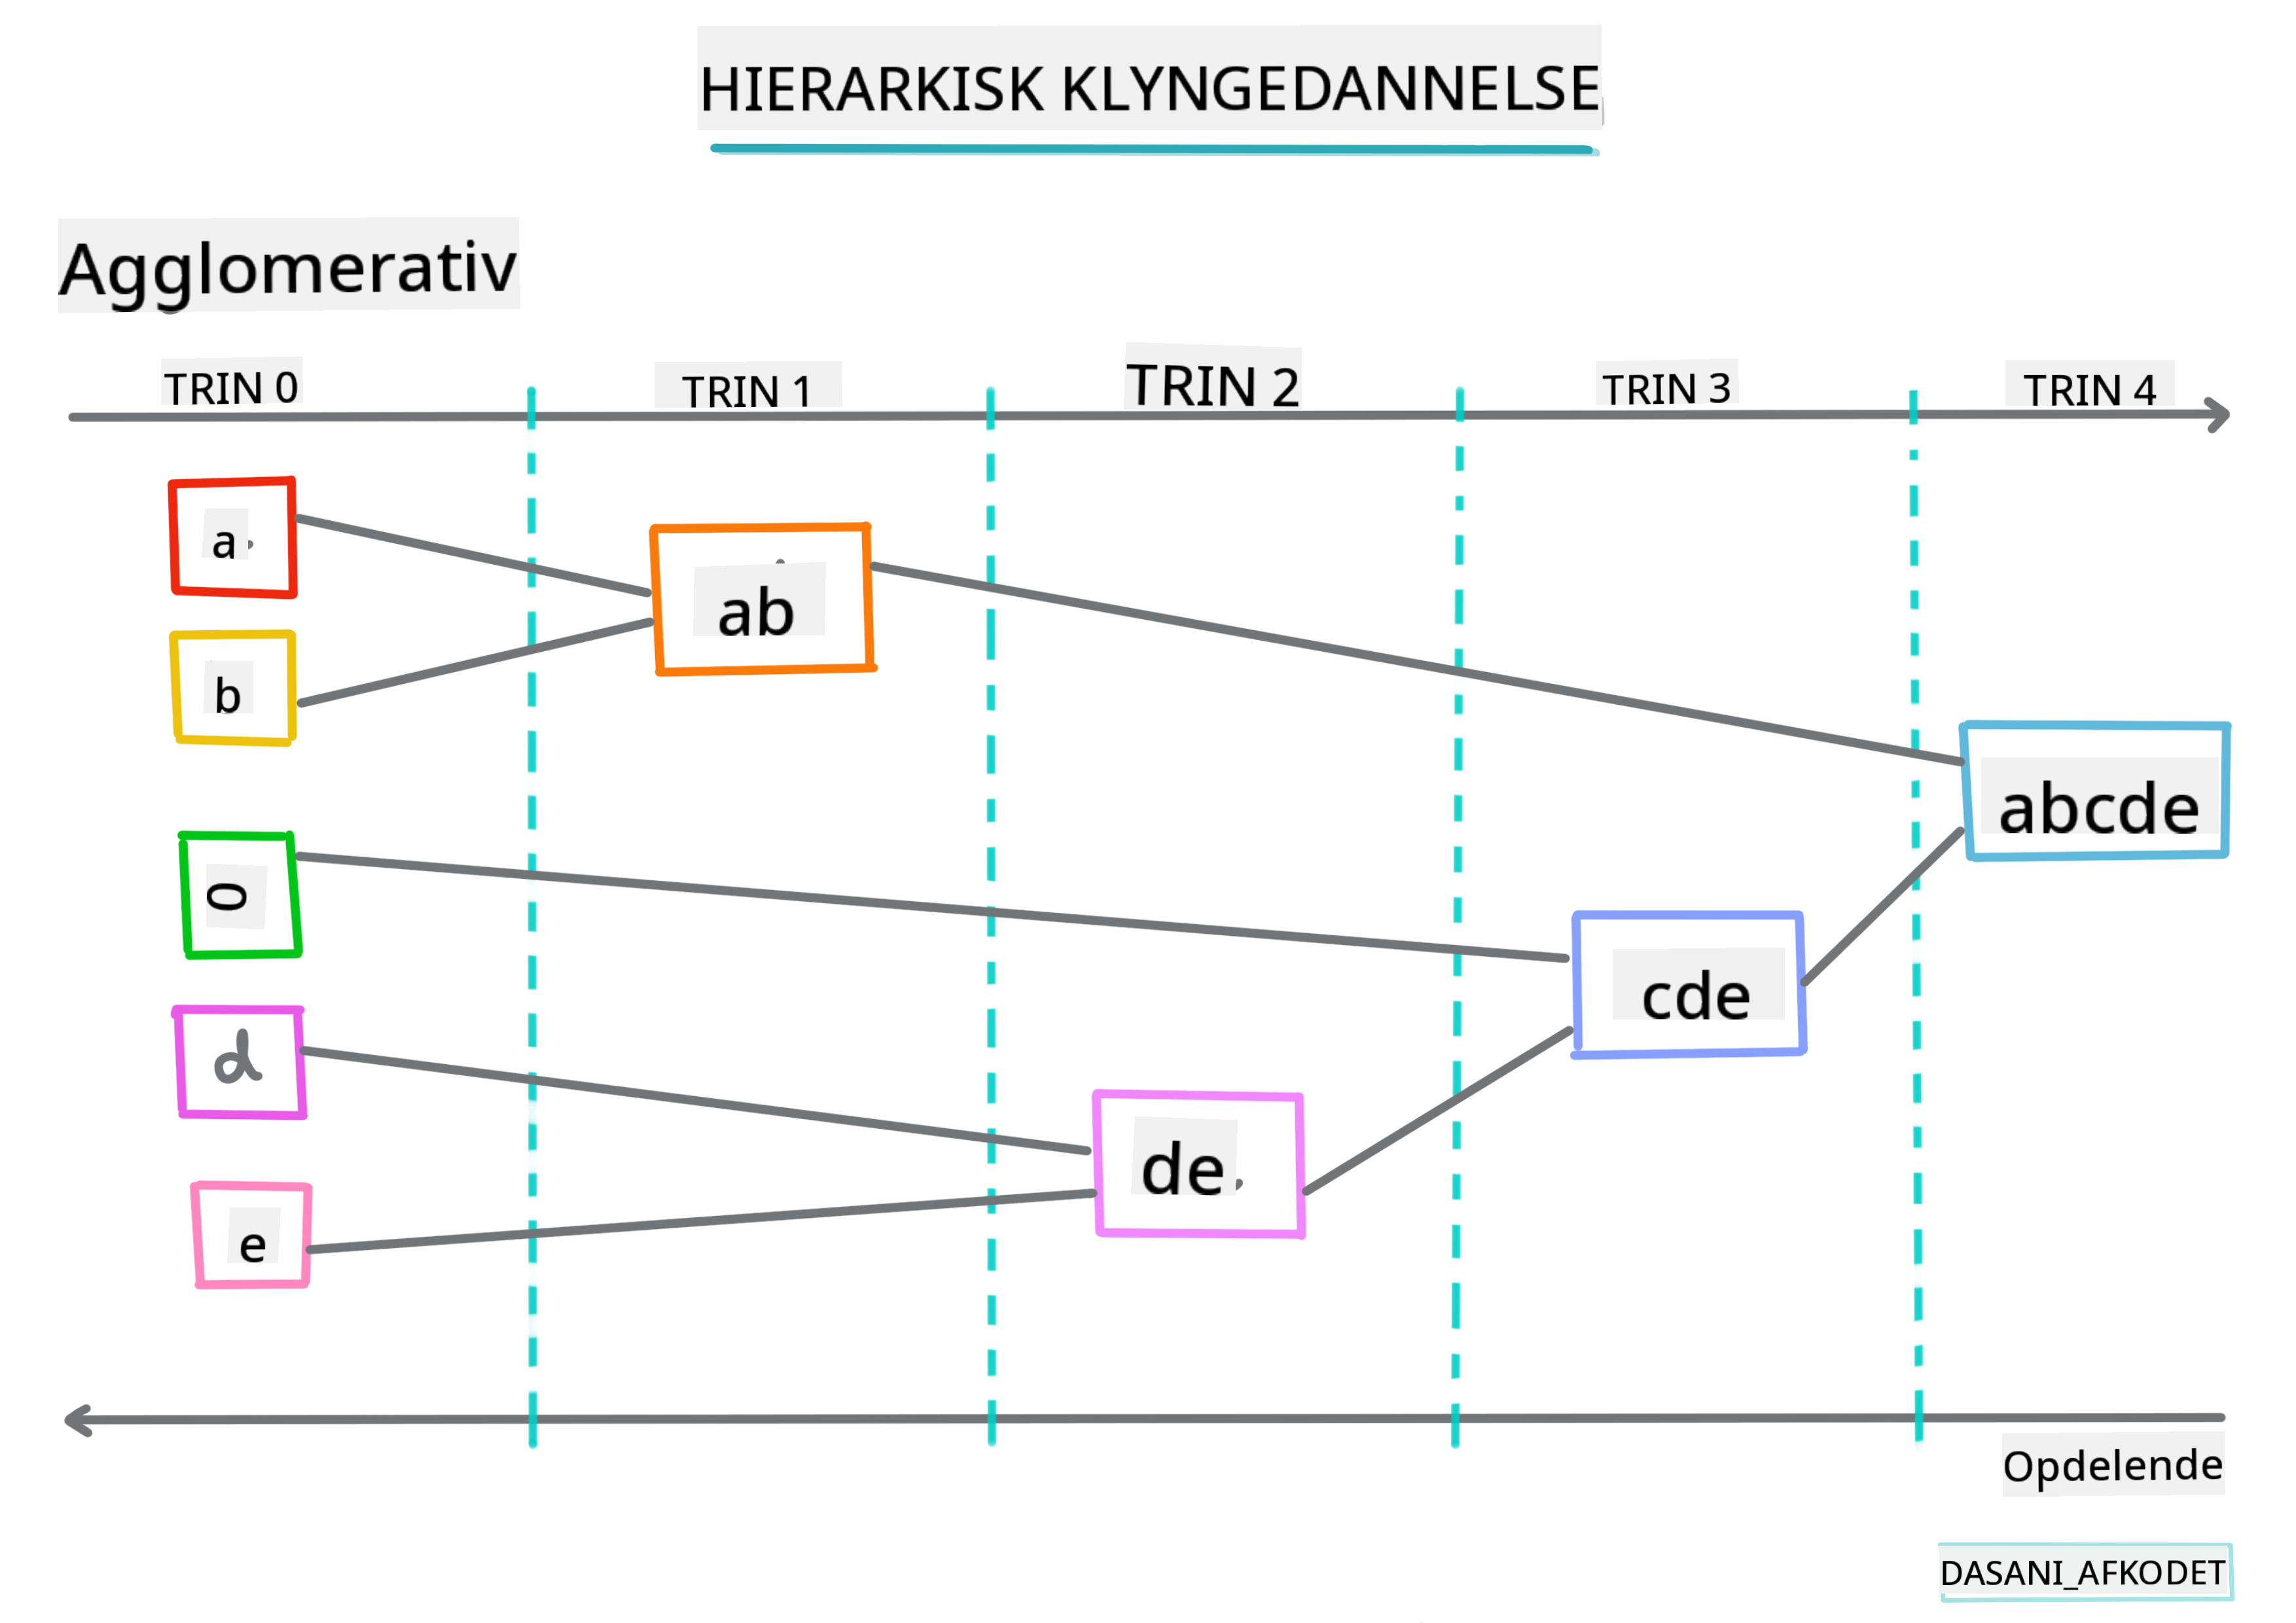 HIERARKISK KLYNGEDANNELSE
Agglomerativ
TRIN 0 TRIN 1 TRIN 2 TRIN 3 TRIN 4
a
ab
b
abcde
0
cde
d
de
e
Opdelende
DASANI_AFKODET